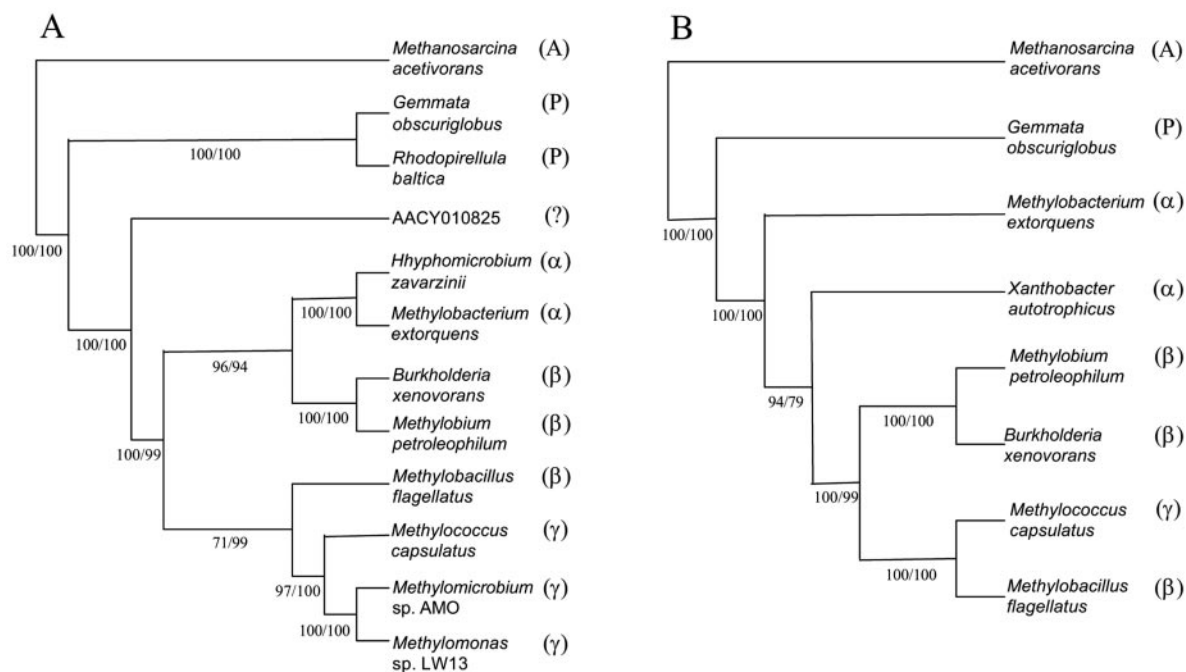 A
Methanosarcina (A)
acetivorans
Gemmata (P)
obscuriglobus
100/100
Rhodopirellula (P)
baltica
AACY010825 (?)
100/100
Hhyphomicrobium (α)
zavarzinii
100/100
Methylobacterium (α)
extorquens
100/100
96/94
Burkholderia (β)
xenovorans
100/100
Methylobium (β)
petroleophilum
100/99
Methylobacillus (β)
flagellatus
71/99
Methylococcus (γ)
capsulatus
97/100
Methylomicrobium (γ)
sp. AMO
100/100
Methylomonas (γ)
sp. LW13
B
Methanosarcina (A)
acetivorans
Gemmata (P)
obscuriglobus
100/100
Methylobacterium (α)
extorquens
100/100
Xanthobacter (α)
autotrophicus
94/79
Methylobium (β)
petroleophilum
100/100
Burkholderia (β)
xenovorans
100/99
Methylococcus (γ)
capsulatus
100/100
Methylobacillus (β)
flagellatus